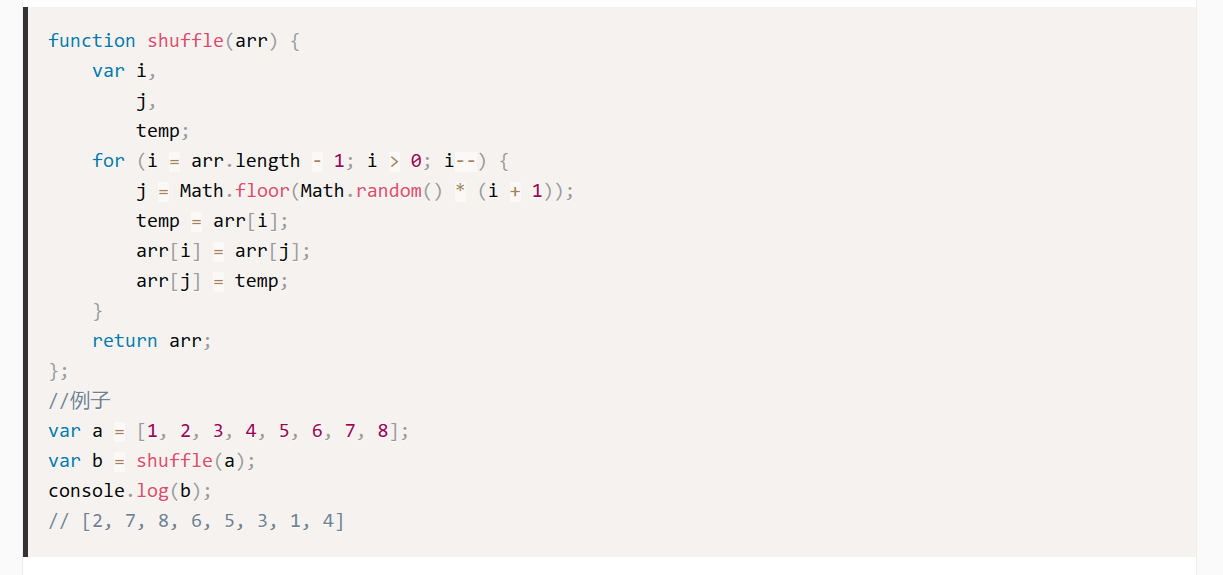 function shuffle(arr) {
    var i,
        j,
        temp;
    for (i = arr.length - 1; i > 0; i--) {
        j = Math.floor(Math.random() * (i + 1));
        temp = arr[i];
        arr[i] = arr[j];
        arr[j] = temp;
    }
    return arr;
};
//例子
var a = [1, 2, 3, 4, 5, 6, 7, 8];
var b = shuffle(a);
console.log(b);
// [2, 7, 8, 6, 5, 3, 1, 4]